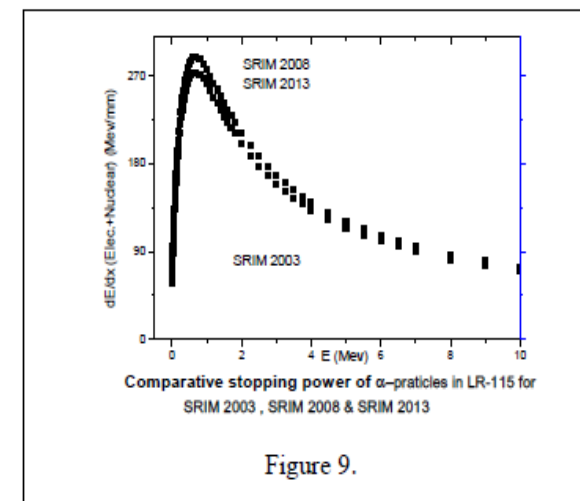 SRIM 2008
SRIM 2013
270
180
90
0
dE/dx (Elec.+Nuclear) (Mev/mm)
SRIM 2003
0 2 4 6 8 10
E (Mev)
Comparative stopping power of α–praticles in LR-115 for
SRIM 2003 , SRIM 2008 & SRIM 2013
Figure 9.